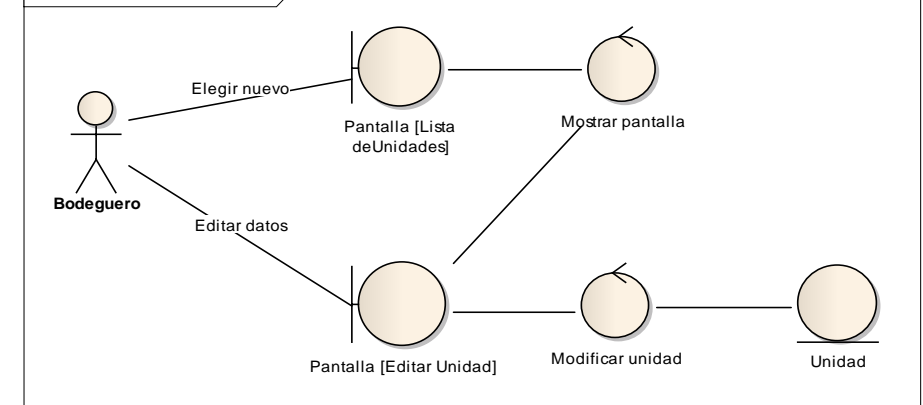 Elegir nuevo
Pantalla [Lista
deUnidades]
Mostrar pantalla
Bodeguero
Editar datos
Pantalla [Editar Unidad]
Modificar unidad
Unidad